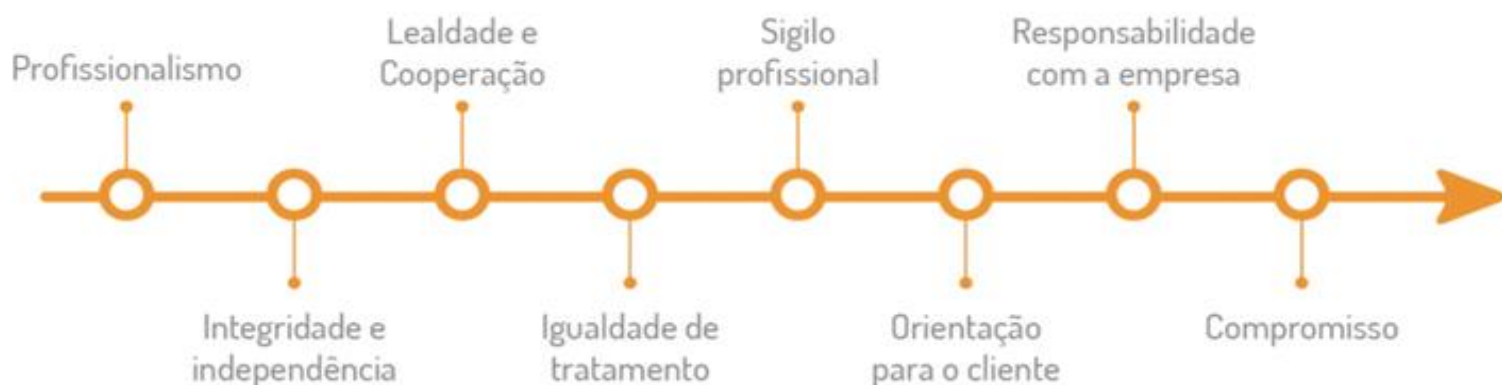 Profissionalismo
Integridade e
independência
Lealdade e
Cooperação
Igualdade de
tratamento
Sigilo
profissional
Orientação
para o cliente
Responsabilidade
com a empresa
Compromisso